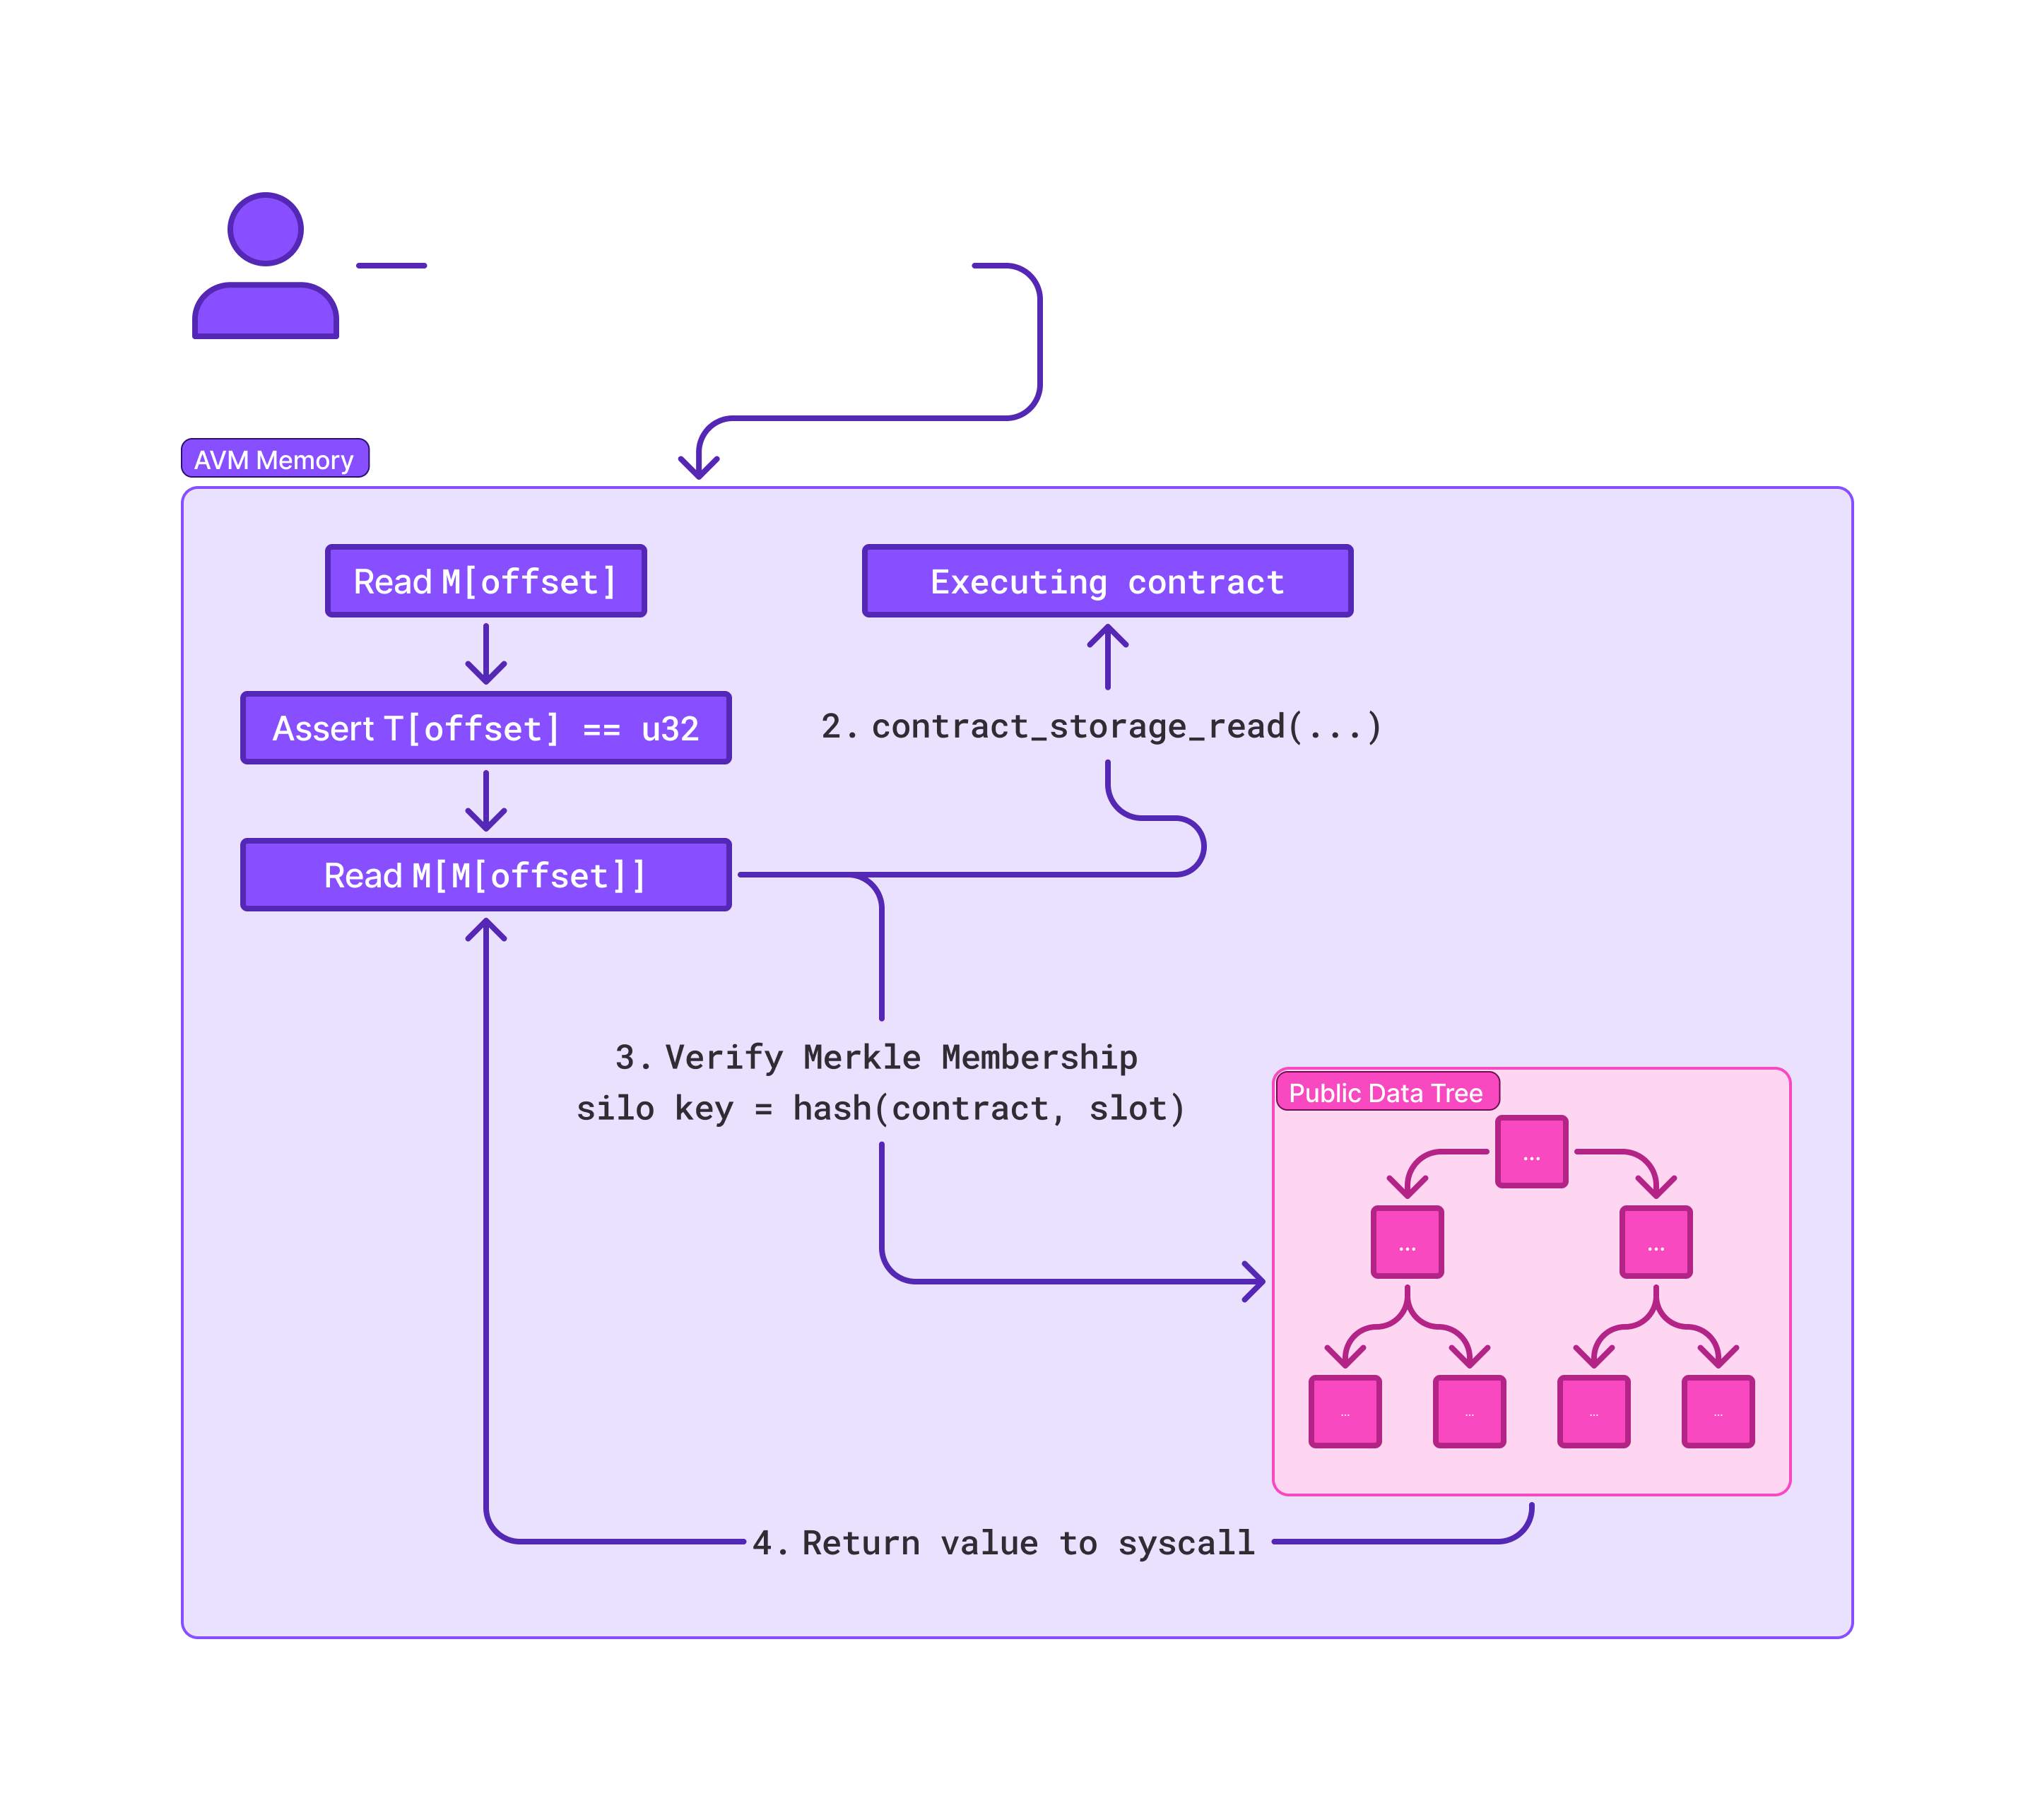 AVM Memory
Read M[offset]
Executing contract
Assert T[offset] == u32
2. contract_storage_read(...)
Read M[M[offset]]
3. Verify Merkle Membership
silo key = hash(contract, slot)
Public Data Tree
...
...
...
...
...
...
...
4. Return value to syscall